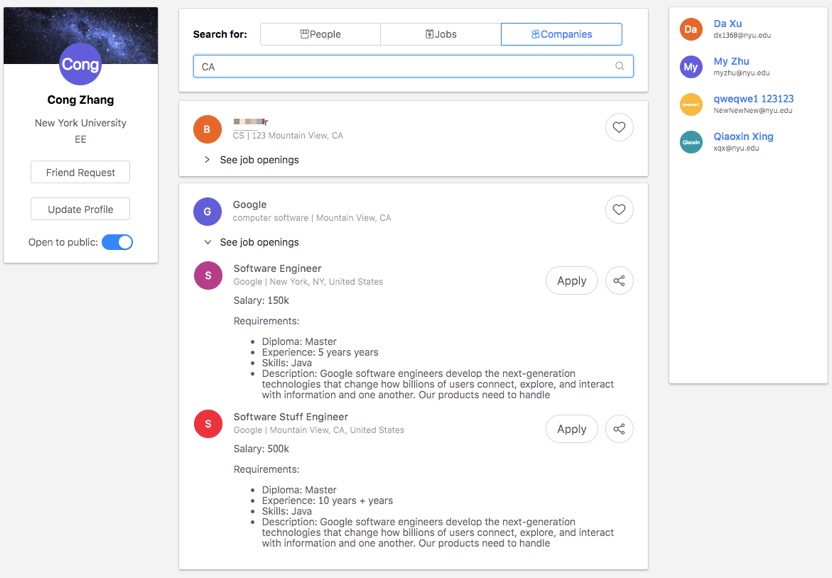 Cong
Cong Zhang
New York University
EE
Friend Request
Update Profile
Open to public:
Search for:
People
Jobs
Companies
CA
B
CS | 123 Mountain View, CA
See job openings
G
Google
computer software | Mountain View, CA
See job openings
S
Software Engineer
Google | New York, NY, United States
Apply
Salary: 150k
Requirements:
• Diploma: Master
• Experience: 5 years years
• Skills: Java
• Description: Google software engineers develop the next-generation
technologies that change how billions of users connect, explore, and interact
with information and one another. Our products need to handle
S
Software Stuff Engineer
Google | Mountain View, CA, United States
Apply
Salary: 500k
Requirements:
• Diploma: Master
• Experience: 10 years + years
• Skills: Java
• Description: Google software engineers develop the next-generation
technologies that change how billions of users connect, explore, and interact
with information and one another. Our products need to handle
Da
Da Xu
dx1368@nyu.edu
My
My Zhu
myzhu@nyu.edu
qweqwe1 123123
NewNewNew@nyu.edu
Qiaoxin
Qiaoxin Xing
xqx@nyu.edu